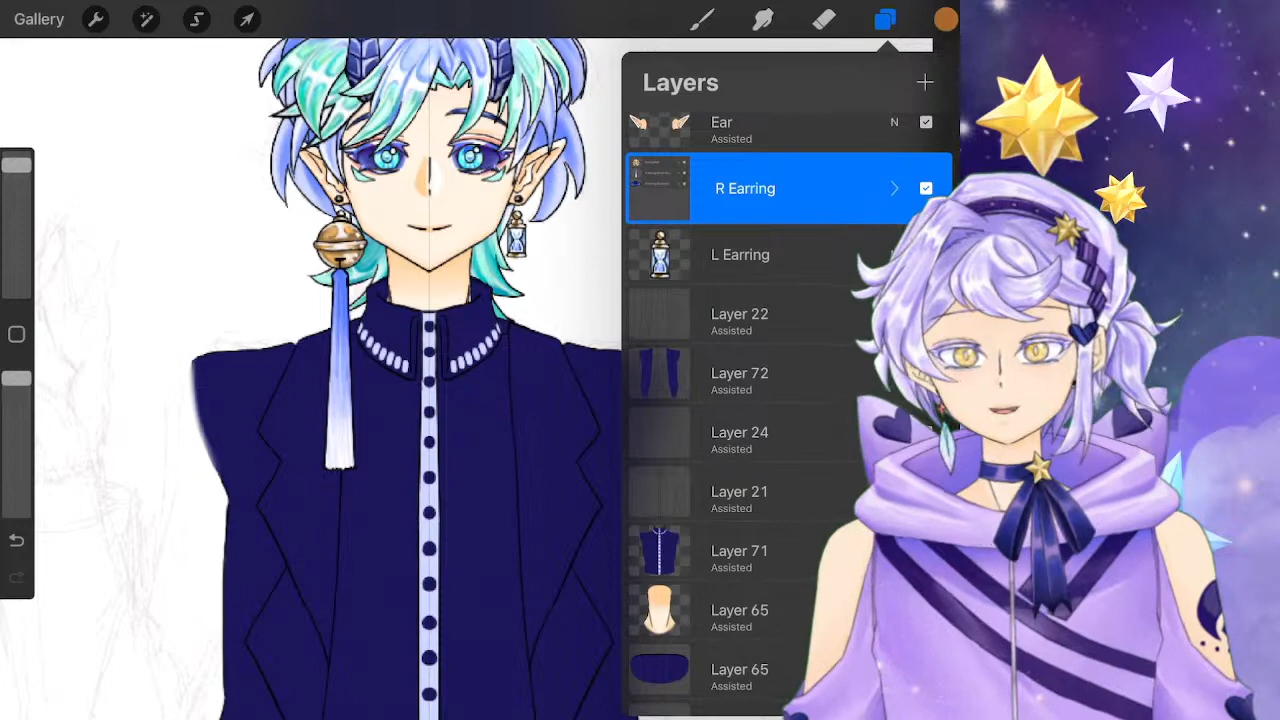 Gallery
Layers
Ear
N
Assisted
R Earring
L Earring
Layer 22
Assisted
Layer 72
Assisted
Layer 24
Assisted
Layer 21
Assisted
Layer 71
Assisted
Layer 65
Assisted
Layer 65
Assisted